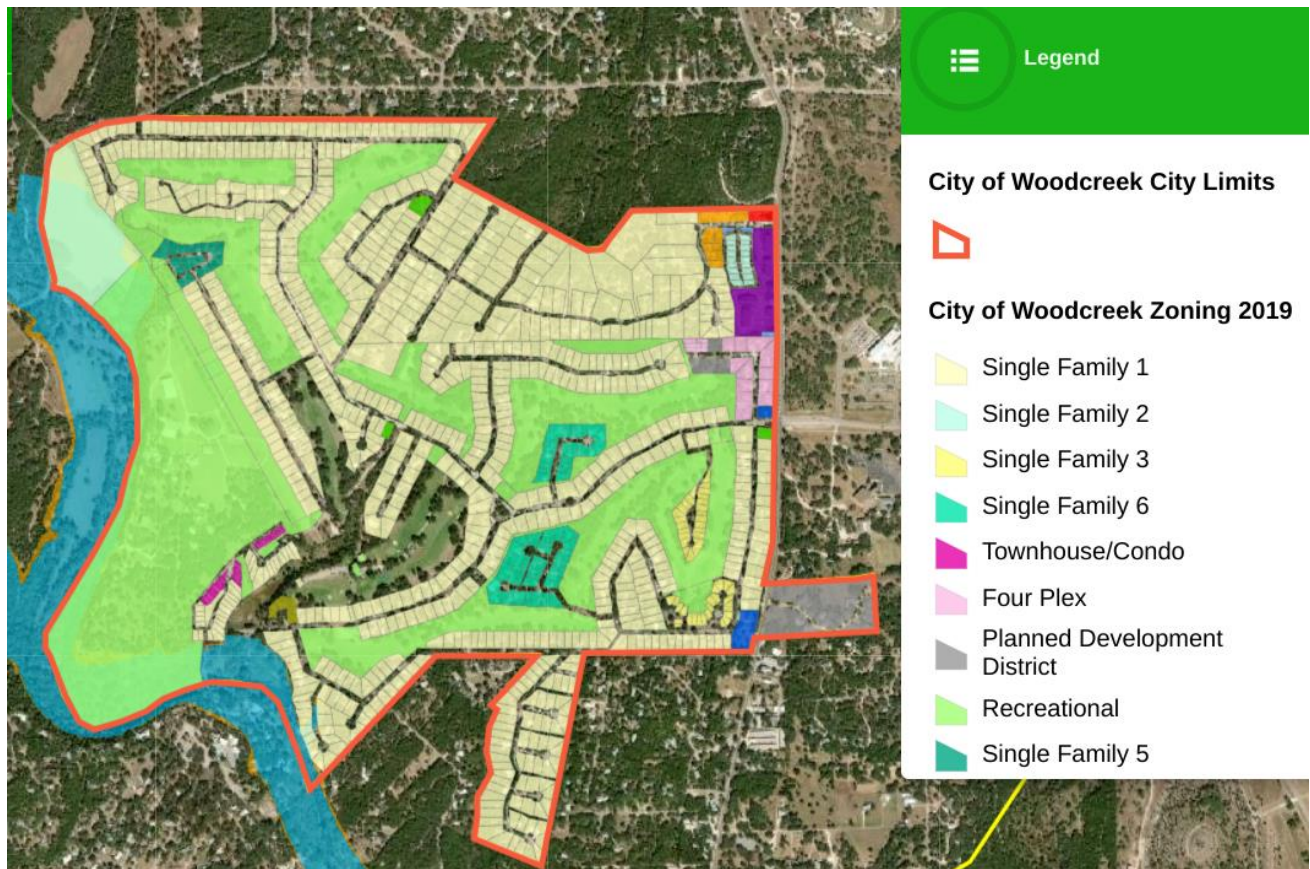 Legend
City of Woodcreek City Limits
City of Woodcreek Zoning 2019
Single Family 1
Single Family 2
Single Family 3
Single Family 6
Townhouse/Condo
Four Plex
Planned Development
District
Recreational
Single Family 5